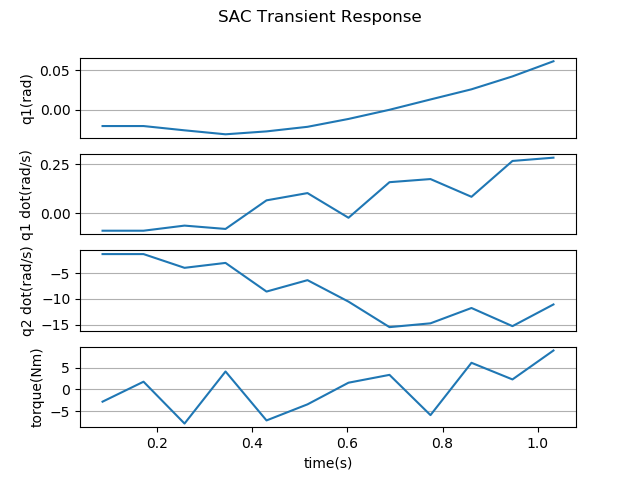 SAC Transient Response
q1(rad)
0.05
0.00
q1 dot(rad/s)
0.25
0.00
q2 dot(rad/s)
−5
−10
−15
torque(Nm)
5
0
−5
0.2 0.4 0.6 0.8 1.0
time(s)